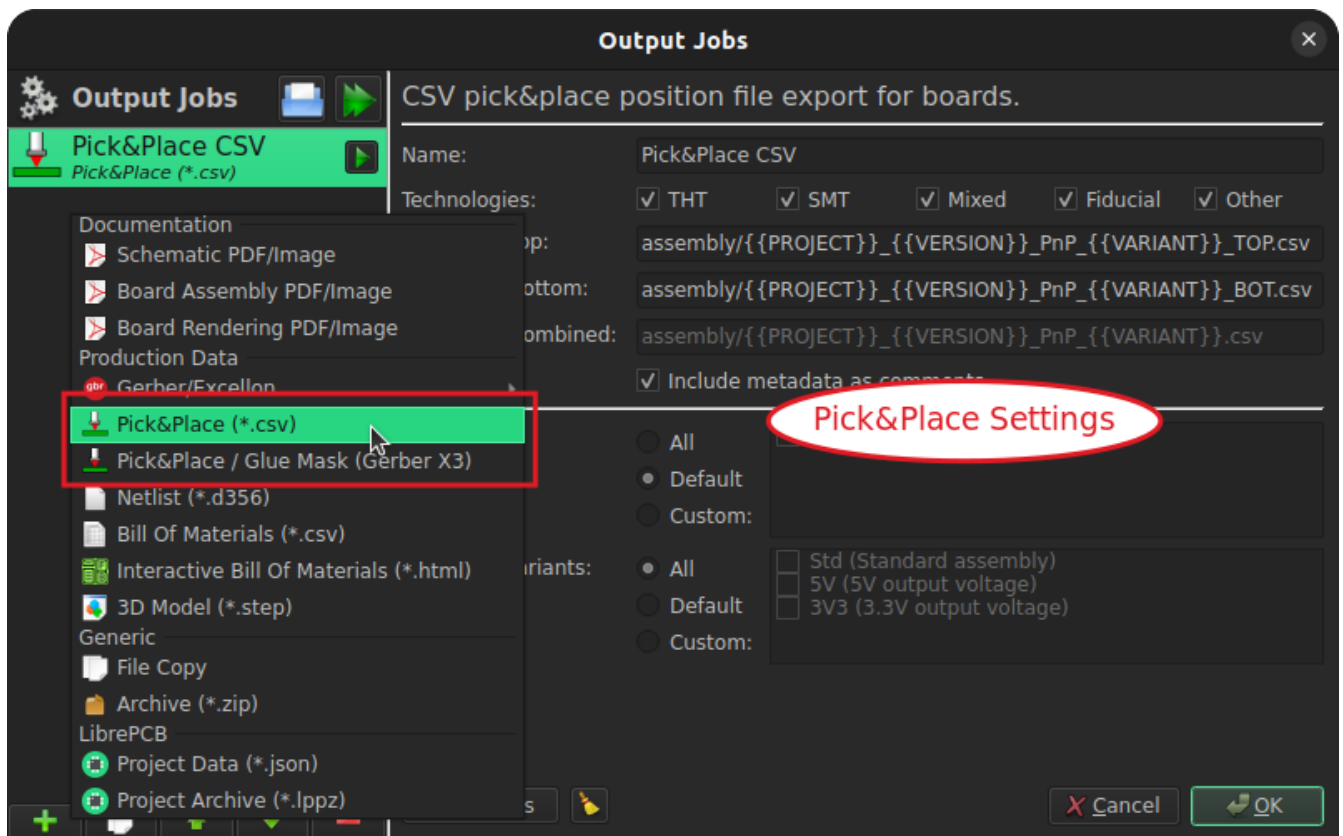 Output Jobs
Output Jobs
CSV pick&place position file export for boards.
Pick&Place CSV
Pick&Place (*.csv)
Name:
Pick&Place CSV
Technologies:
THT
SMT
Mixed
Fiducial
Other
op:
assembly/{{PROJECT}}_{{VERSION}}_PnP_{{VARIANT}}_TOP.csv
ottom:
assembly/{{PROJECT}}_{{VERSION}}_PnP_{{VARIANT}}_BOT.csv
ombined:
assembly/{{PROJECT}}_{{VERSION}}_PnP_{{VARIANT}}.csv
Include metadata as comments
Pick&Place Settings
All
Default
Custom:
riants:
All
Default
Custom:
Std (Standard assembly)
5V (5V output voltage)
3V3 (3.3V output voltage)
Documentation
Schematic PDF/Image
Board Assembly PDF/Image
Board Rendering PDF/Image
Production Data
gbr Gerber/Excellon
Pick&Place (*.csv)
Pick&Place / Glue Mask (Gerber X3)
Netlist (*.d356)
Bill Of Materials (*.csv)
Interactive Bill Of Materials (*.html)
3D Model (*.step)
Generic
File Copy
Archive (*.zip)
LibrePCB
Project Data (*.json)
Project Archive (*.lppz)
s
Cancel
OK